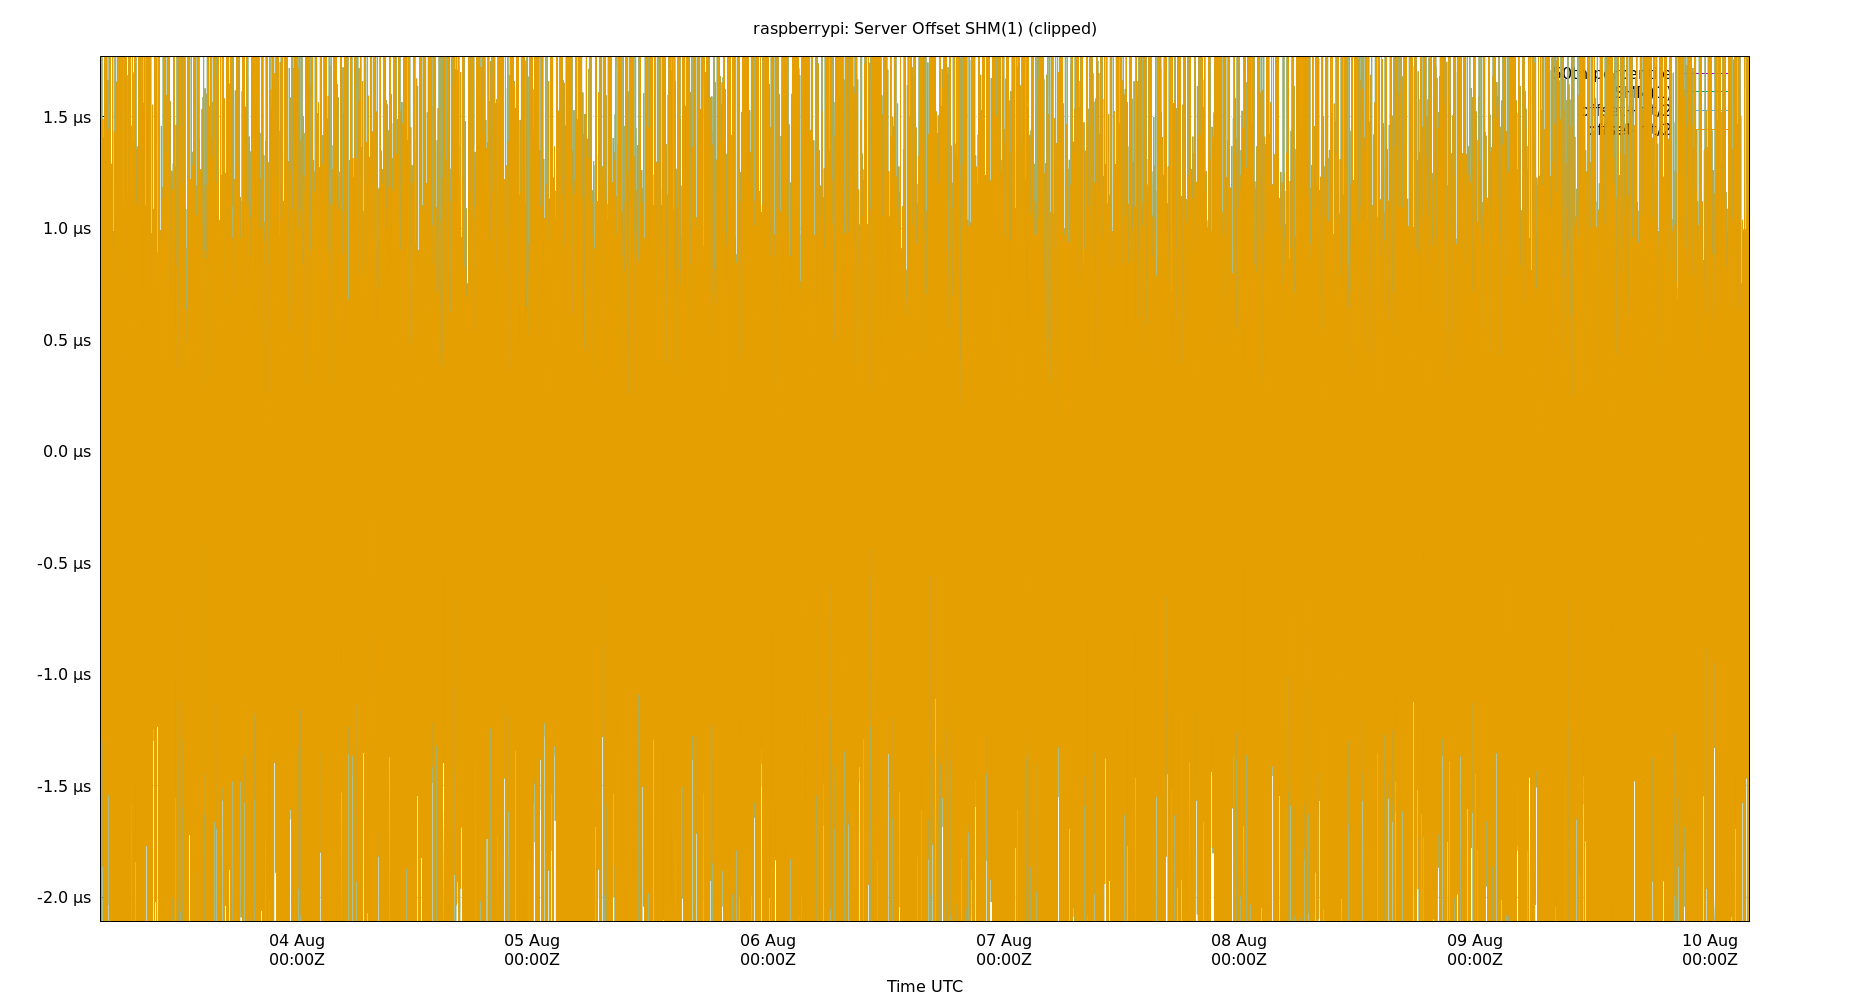 raspberrypi: Server Offset SHM(1) (clipped)
1.5 µs
1.0 µs
0.5 µs
0.0 µs
-0.5 µs
-1.0 µs
-1.5 µs
-2.0 µs
04 Aug 05 Aug 06 Aug 07 Aug 08 Aug 09 Aug 10 Aug
00:00Z 00:00Z 00:00Z 00:00Z 00:00Z 00:00Z 00:00Z
Time UTC